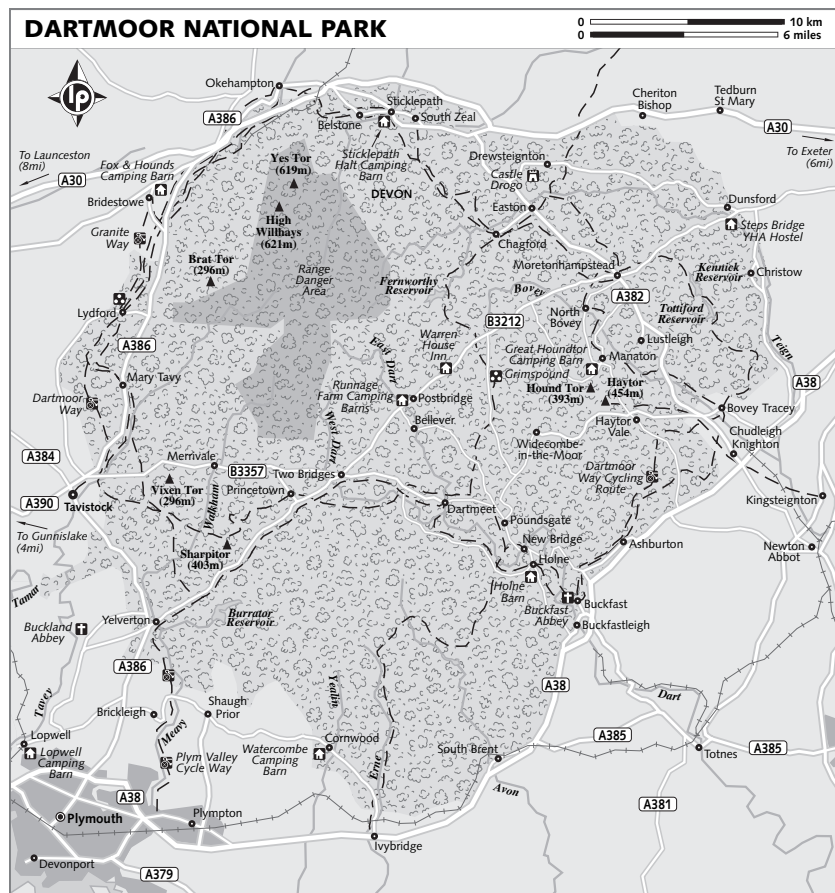 DARTMOOR NATIONAL PARK
0 10 km
0 6 miles
lp
Okehampton
A386
Sticklepath
Belstone
South Zeal
Cheriton
Bishop
Tedburn
St Mary
A30
To Exeter
(6mi)
To Launceston
(8mi)
A30
Fox & Hounds
Camping Barn
Bridestowe
Yes Tor
(619m)
Sticklepath
Halt Camping
Barn
DEVON
Drewsteignton
Castle
Drogo
Easton
Dunsford
Steps Bridge
YHA Hostel
Granite
Way
High
Willhays
(621m)
Chagford
Brat Tor
(296m)
Range
Danger
Area
Fernworthy
Reservoir
Moretonhampstead
Bovey
A382
Kennick
Reservoir
Christow
Lydford
North
Bovey
Tottiford
Reservoir
B3212
A386
East Dart
Warren
House
Inn
Great Houndtor
Camping Barn
Lustleigh
Manaton
Teign
Grimspound
Mary Tavy
Dartmoor
Way
Runnage
Farm Camping
Barns
Postbridge
Hound Tor
(393m)
Haytor
(454m)
A38
Bellever
Bovey Tracey
Haytor
Vale
West Dart
Widecombe-
in-the-Moor
Chudleigh
Knighton
A384
Merrivale
B3357
Two Bridges
Dartmoor
Way Cycling
Route
Vixen Tor
(296m)
Princetown
A390
Tavistock
Walkham
Dartmeet
Kingsteignton
To Gunnislake
(4mi)
Poundsgate
New Bridge
Ashburton
Newton
Abbot
Sharpitor
(403m)
Holne
Tamar
Holne
Barn
Buckfast
Abbey
Buckfast
Buckland
Abbey
Yelverton
Burrator
Reservoir
Buckfastleigh
A386
A38
Tavey
Brickleigh
Shaugh
Prior
Yealm
Dart
Lopwell
Meavy
Lopwell
Camping
Barn
Plym Valley
Cycle Way
Watercombe
Camping
Barn
Cornwood
Erne
South Brent
A385
Totnes
A385
A38
Avon
Plymouth
Plympton
A381
Ivybridge
Devonport
A379